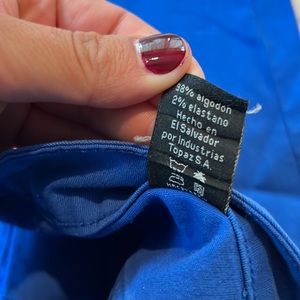 98% algodon
2% elastano
Hecho en
El Salvador
por Industrias
Topaz S.A.